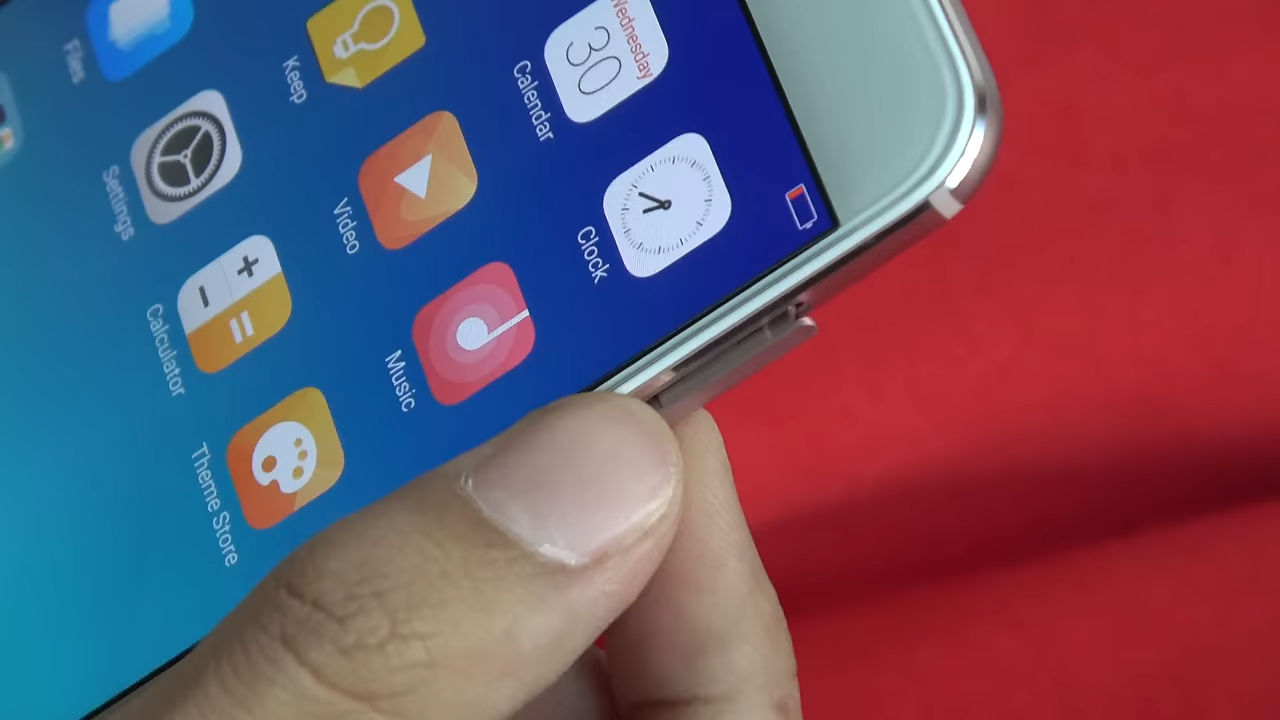 Wednesday
30
Calendar
Clock
Keep
Video
Music
Files
Settings
Calculator
Theme Store